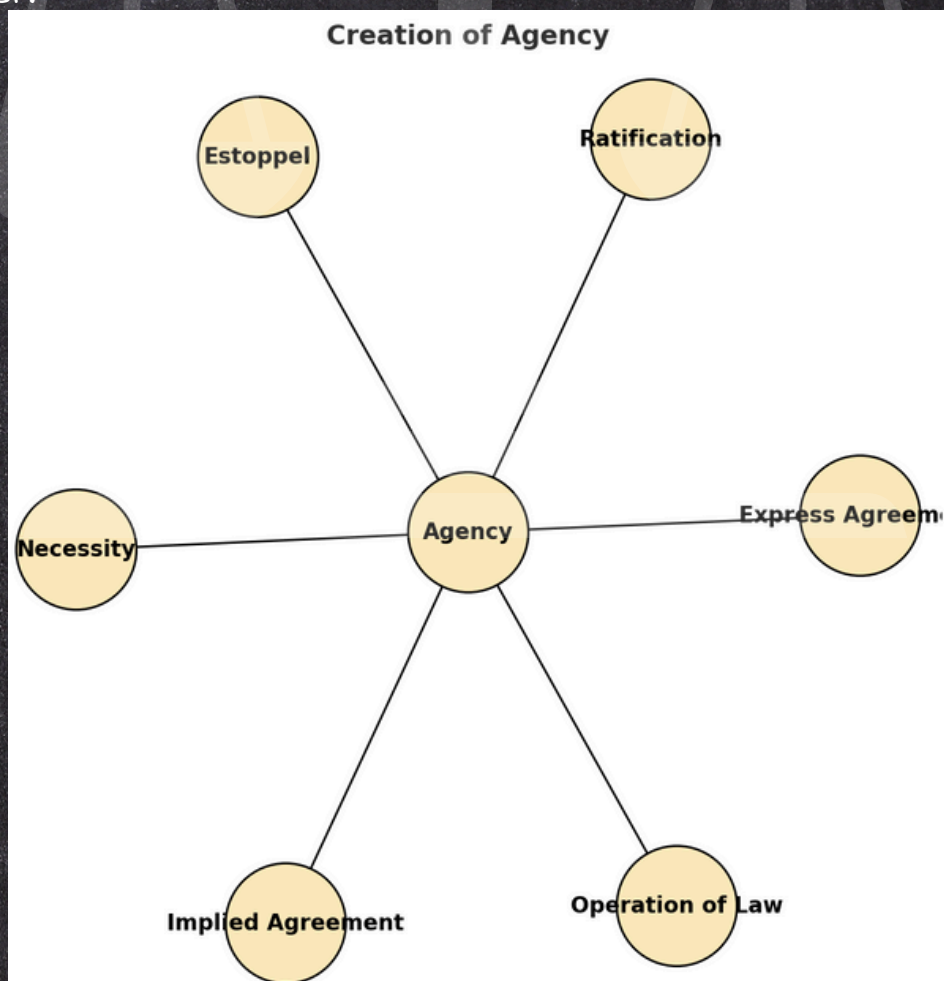 Creation of Agency
Ratification
Estoppel
Express Agreem
Agency
Necessity
Operation of Law
Implied Agreement